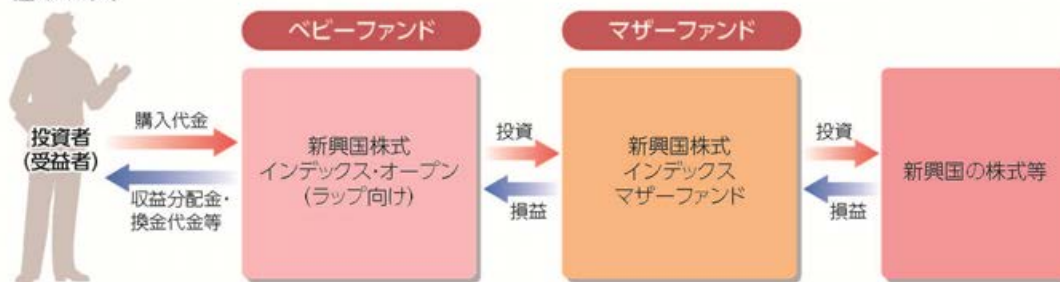 ベビーファンド
マザーファンド
投資者
(受益者)
購入代金
収益分配金・
換金代金等
新興国株式
インデックス・オープン
(ラップ向け)
投資
損益
新興国株式
インデックス
マザーファンド
投資
損益
新興国の株式等